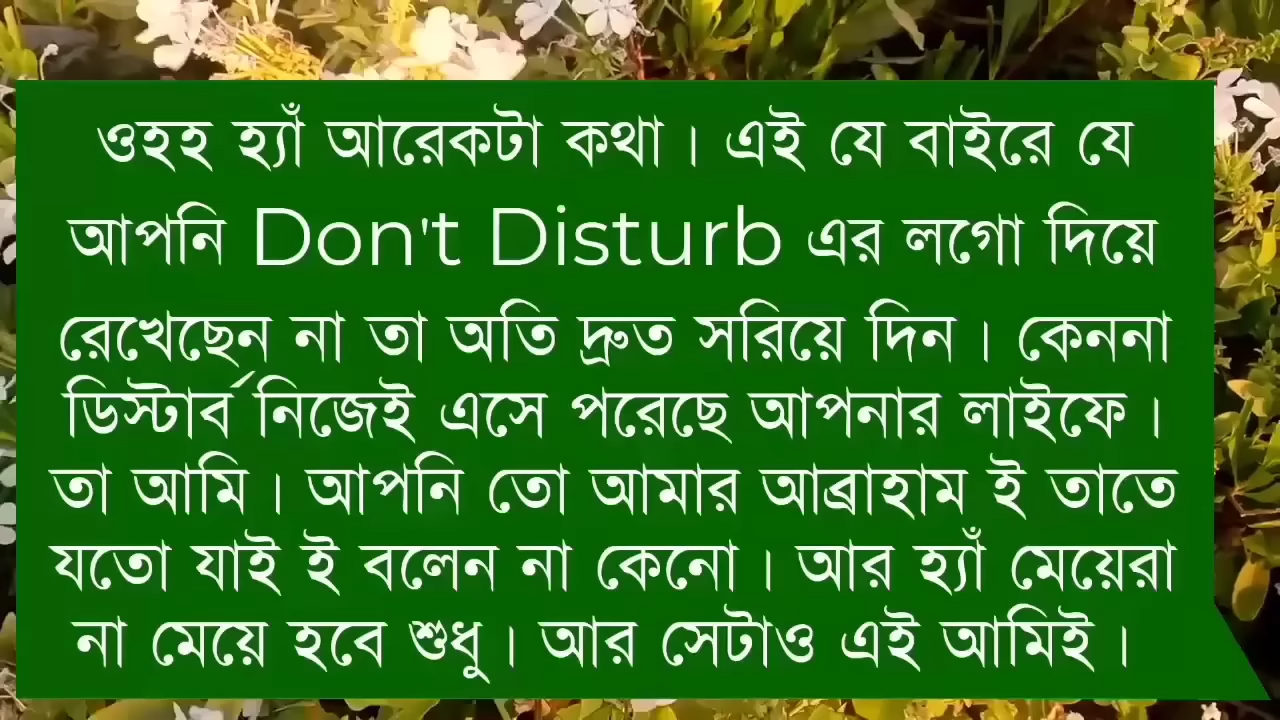 ওহহ হ্যাঁ আরেকটা কথা। এই যে বাইরে যে
আপনি Don't Disturb এর লগো দিয়ে
রেখেছেন না তা অতি দ্রুত সরিয়ে দিন। কেননা
ডিস্টার্ব নিজেই এসে পরেছে আপনার লাইফে।
তা আমি। আপনি তো আমার আব্রাহাম ই তাতে
যতো যাই ই বলেন না কেনো। আর হ্যাঁ মেয়েরা
না মেয়ে হবে শুধু। আর সেটাও এই আমিই।